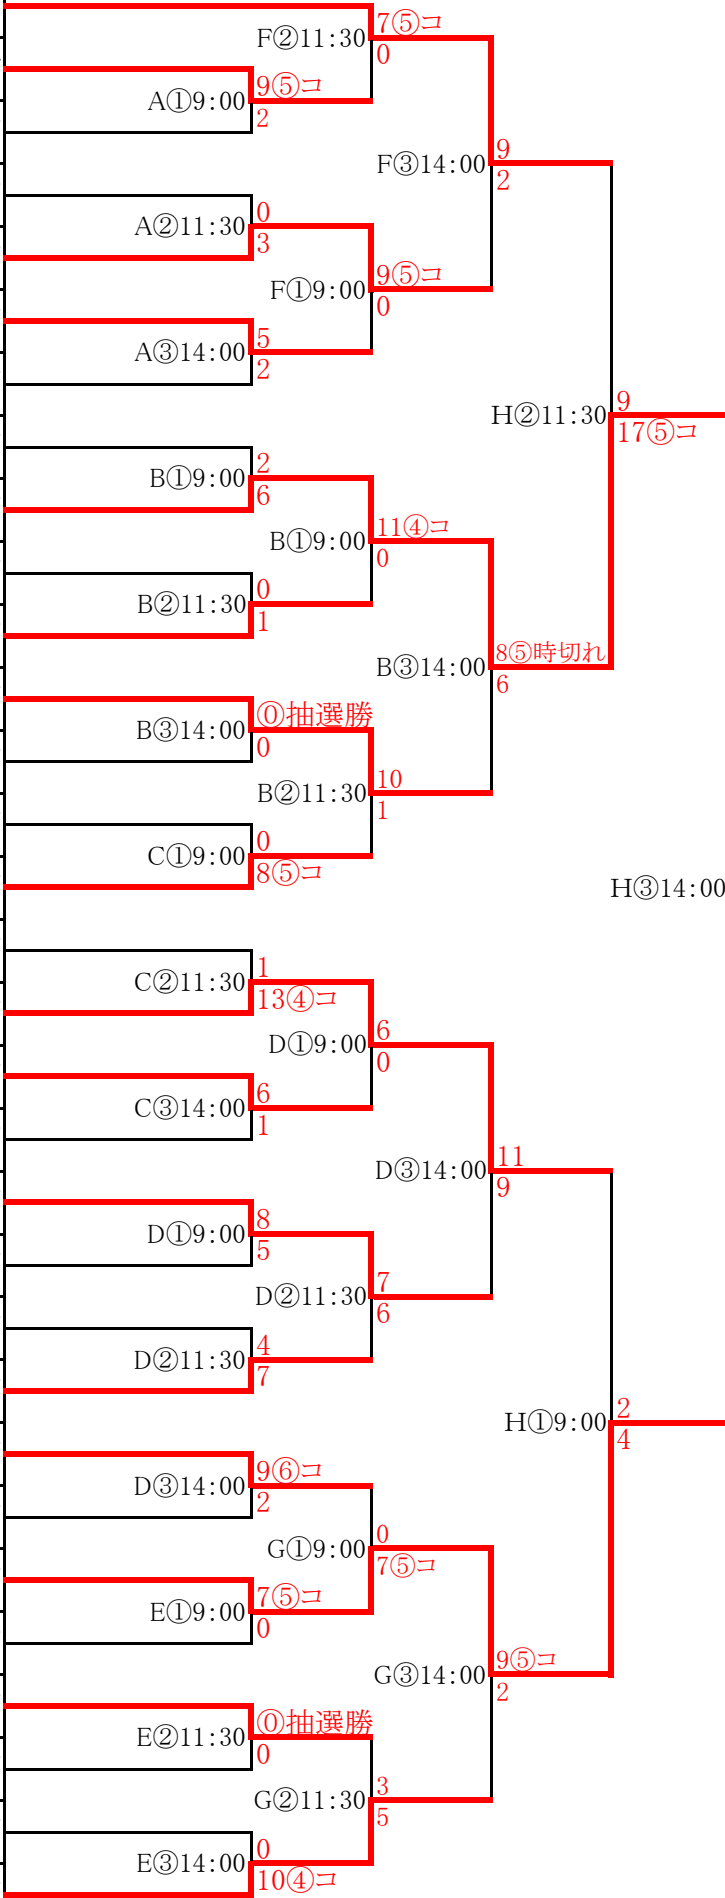 7⑤コ
F②11:30
0
9⑤コ
A①9:00
2
9
F③14:00
2
0
A②11:30
3
9⑤コ
F①9:00
0
5
A③14:00
2
9
H②11:30
17⑤コ
2
B①9:00
6
11④コ
B①9:00
0
0
B②11:30
1
8⑤時切れ
B③14:00
6
⓪抽選勝
B③14:00
0
10
B②11:30
1
0
C①9:00
8⑤コ
H③14:00
1
C②11:30
13④コ
6
D①9:00
0
6
C③14:00
1
11
D③14:00
9
8
D①9:00
5
7
D②11:30
6
4
D②11:30
7
2
H①9:00
4
9⑥コ
D③14:00
2
0
G①9:00
7⑤コ
7⑤コ
E①9:00
0
9⑤コ
G③14:00
2
⓪抽選勝
E②11:30
0
3
G②11:30
5
0
E③14:00
10④コ